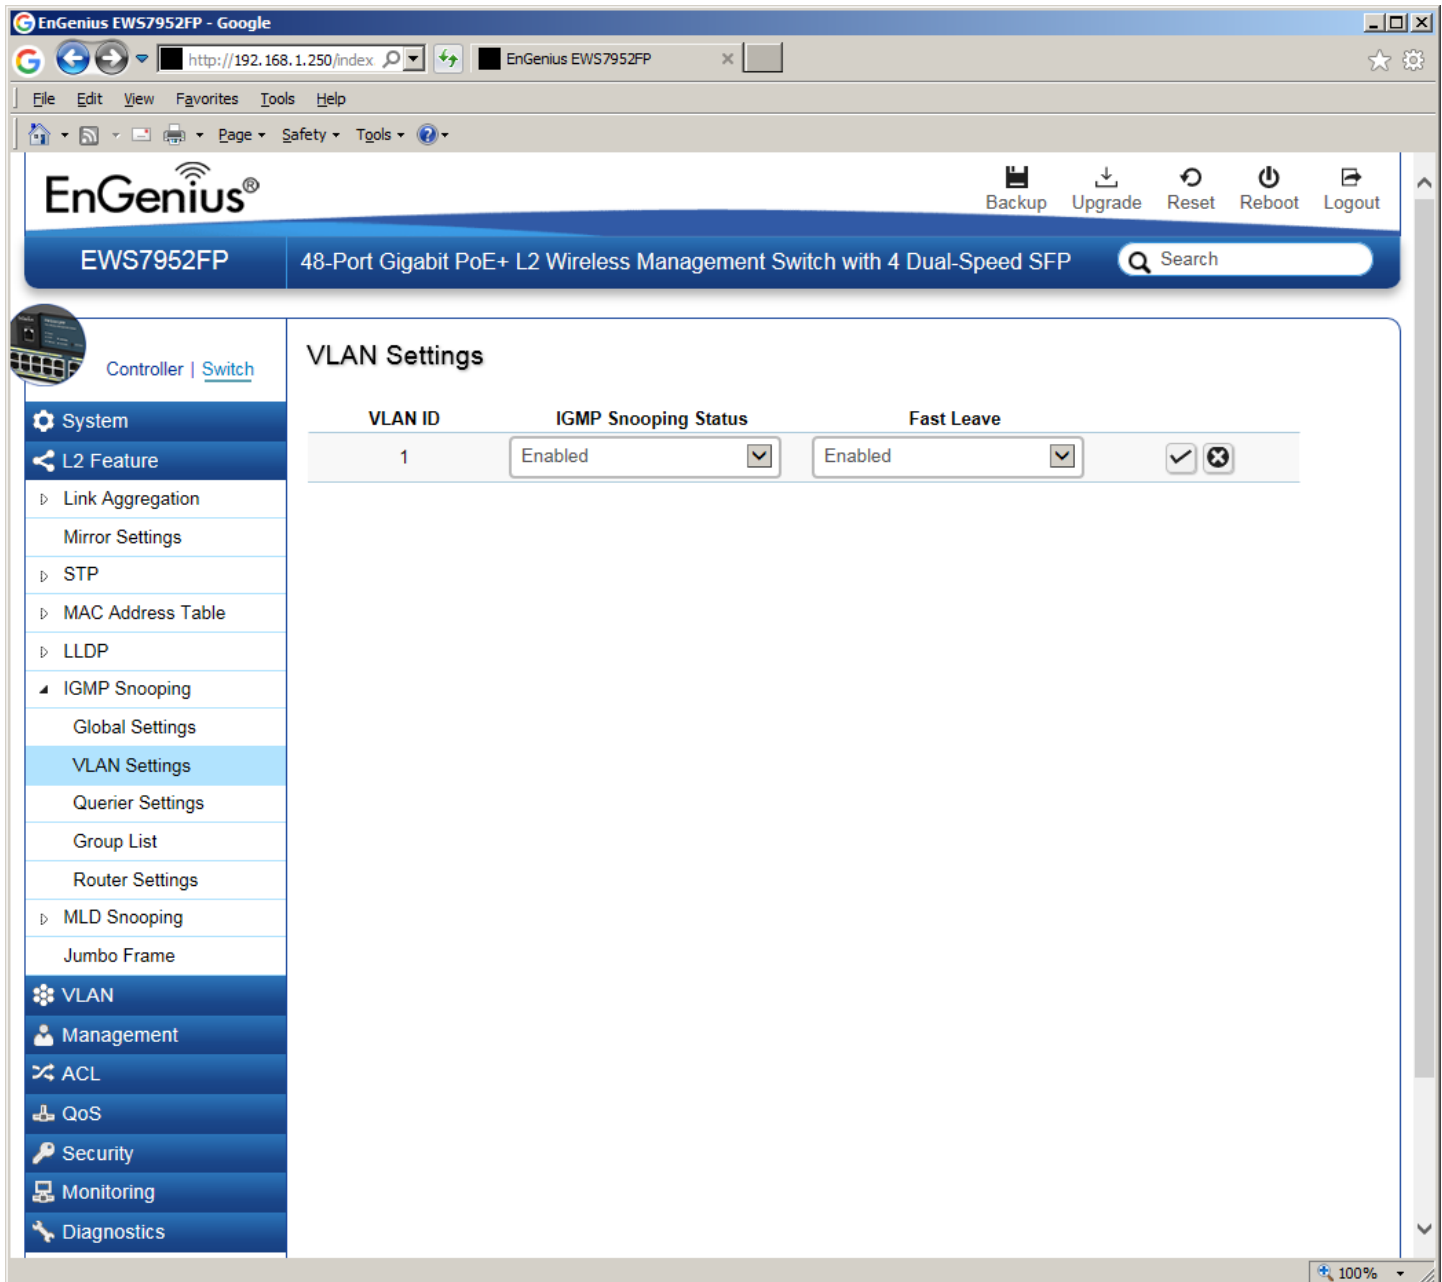 EnGenius EWS7952FP - Google
http://192.168.1.250/index
EnGenius EWS7952FP
File Edit View Favorites Tools Help
Page Safety Tools
EnGenius®
Backup Upgrade Reset Reboot Logout
EWS7952FP
48-Port Gigabit PoE+ L2 Wireless Management Switch with 4 Dual-Speed SFP
Search
Controller | Switch
System
L2 Feature
Link Aggregation
Mirror Settings
STP
MAC Address Table
LLDP
IGMP Snooping
Global Settings
VLAN Settings
Querier Settings
Group List
Router Settings
MLD Snooping
Jumbo Frame
VLAN
Management
ACL
QoS
Security
Monitoring
Diagnostics
VLAN Settings
VLAN ID IGMP Snooping Status Fast Leave
1 Enabled Enabled
100%